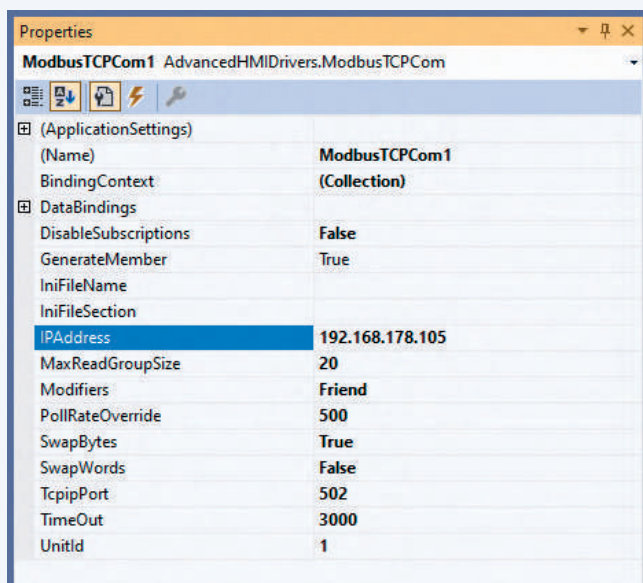 Properties
ModbusTCPCom1 AdvancedHMIDrivers.ModbusTCPCom
(ApplicationSettings)
(Name) ModbusTCPCom1
BindingContext (Collection)
DataBindings
DisableSubscriptions False
GenerateMember True
IniFileName
IniFileSection
IPAddress 192.168.178.105
MaxReadGroupSize 20
Modifiers Friend
PollRateOverride 500
SwapBytes True
SwapWords False
TcpipPort 502
TimeOut 3000
UnitId 1